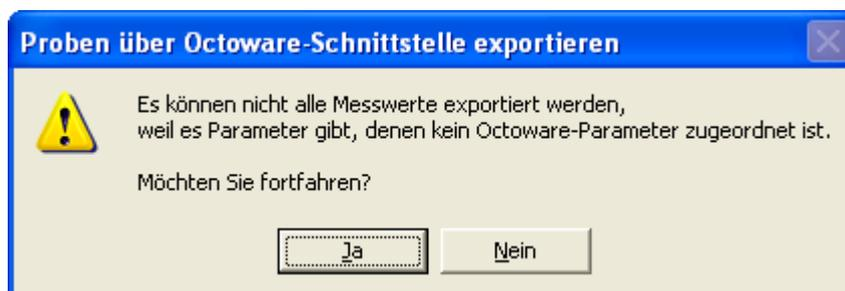 Proben über Octoware-Schnittstelle exportieren
Es können nicht alle Messwerte exportiert werden,
weil es Parameter gibt, denen kein Octoware-Parameter zugeordnet ist.
Möchten Sie fortfahren?
Ja
Nein